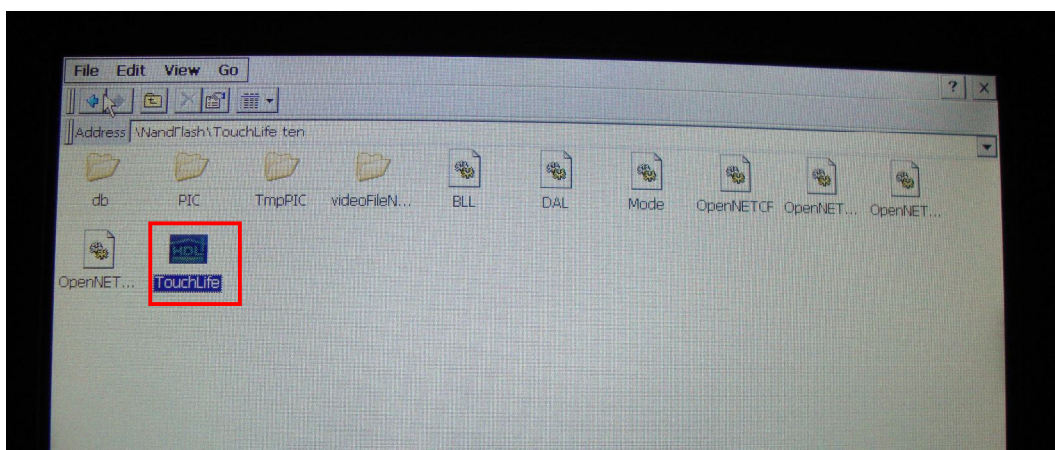 File Edit View Go
? X
Address \NandFlash\TouchLife ten
db PIC TmpPIC videoFileN... BLL DAL Mode OpenNETCF OpenNET... OpenNET...
HDL
OpenNET... TouchLife